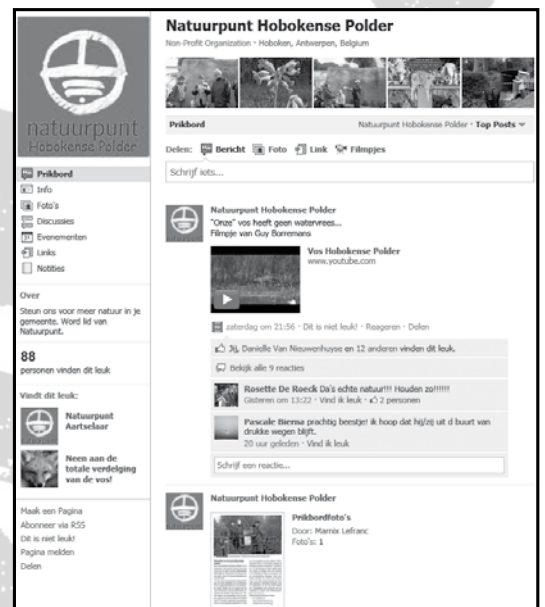 natuurpunt
Hobokense Polder
Prikbord
Info
Foto's
Discussies
Evenementen
Links
Notities
Over
Steun ons voor meer natuur in je
gemeente. Word lid van
Natuurpunt.
88
personen vinden dit leuk
Vindt dit leuk:
Natuurpunt
Aartselaar
Neen aan de
totale verdelging
van de vos!
Maak een Pagina
Abonneer via RSS
Dit is niet leuk!
Pagina melden
Delen
Natuurpunt Hobokense Polder
Non-Profit Organization · Hoboken, Antwerpen, Belgium
Prikbord Natuurpunt Hobokense Polder · Top Posts
Delen: Bericht Foto Link Filmpjes
Schrijf iets...
Natuurpunt Hobokense Polder
"Onze" vos heeft geen watervrees...
Filmpje van Guy Borremans
Vos Hobokense Polder
www.youtube.com
zaterdag om 21:56 · Dit is niet leuk! · Reageren · Delen
Jij, Danielle Van Nieuwenhuyse en 12 anderen vinden dit leuk.
Bekijk alle 9 reacties
Rosette De Roeck Da's echte natuur!!! Houden zo!!!!!!
Gisteren om 13:22 · Vind ik leuk · 2 personen
Pascale Biema prachtig beestje! ik hoop dat hij/zij uit d buurt van
drukke wegen blijft.
20 uur geleden · Vind ik leuk
Schrijf een reactie...
Natuurpunt Hobokense Polder
Prikbordfoto's
Door: Marnix Lefranc
Foto's: 1